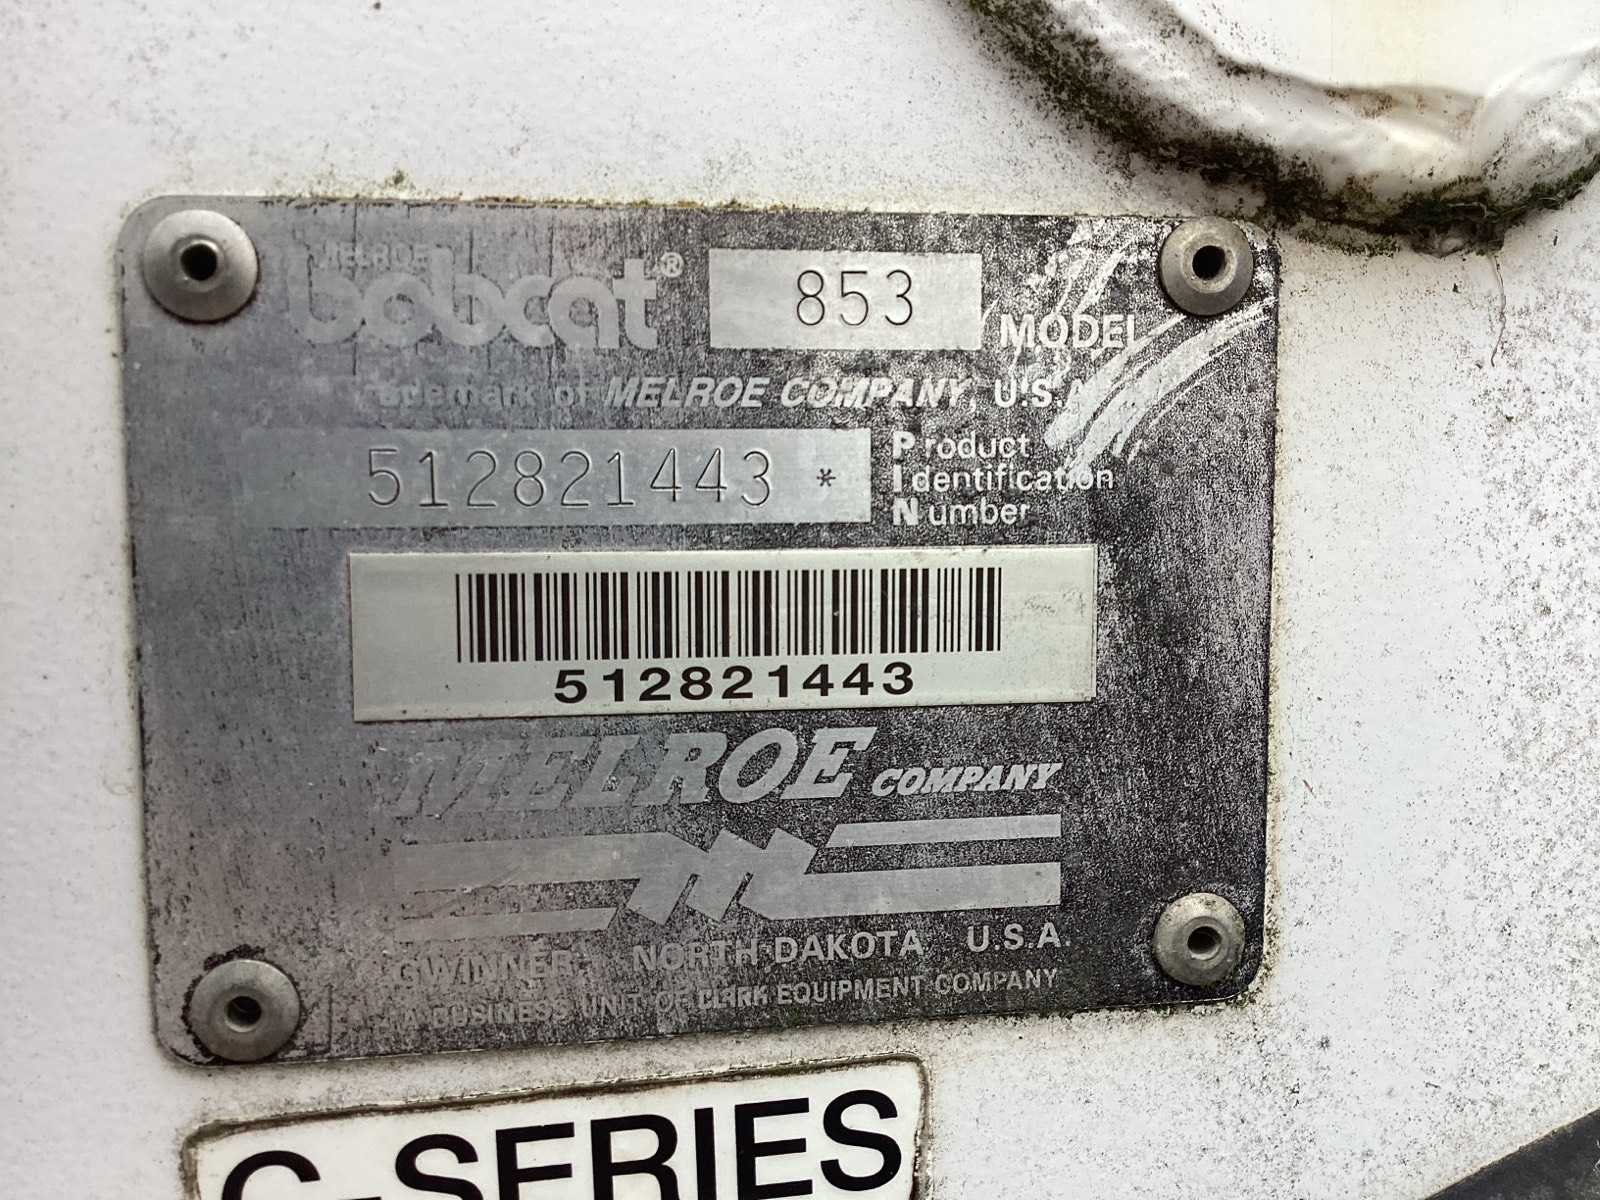 MELROE
bobcat® 853 MODEL
Trademark of MELROE COMPANY, U.S.A.
512821443 * Product Identification Number
512821443
MELROE COMPANY
GWINNER, NORTH DAKOTA U.S.A.
A BUSINESS UNIT OF CLARK EQUIPMENT COMPANY
C-SERIES